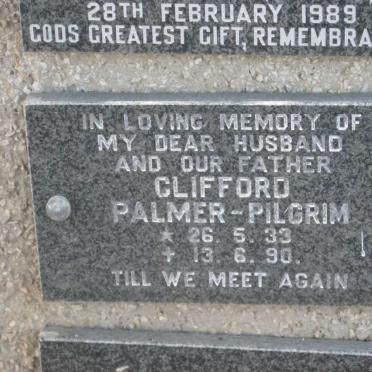 28TH FEBRUARY 1989
GODS GREATEST GIFT, REMEMBRA
IN LOVING MEMORY OF
MY DEAR HUSBAND
AND OUR FATHER
CLIFFORD
PALMER-PILGRIM
* 26. 5. 33
+ 13. 6. 90.
TILL WE MEET AGAIN